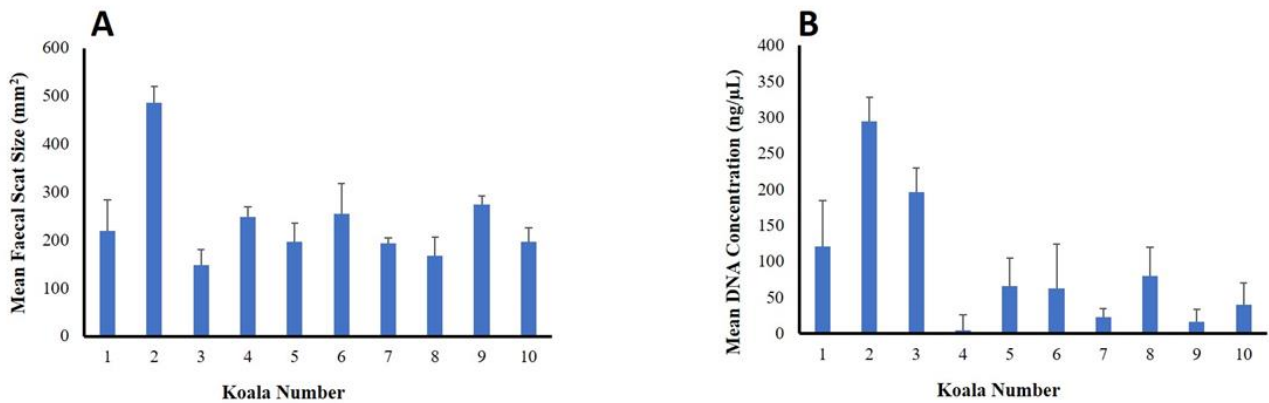 A
Mean Faecal Scat Size (mm²)
600
500
400
300
200
100
0
1 2 3 4 5 6 7 8 9 10
Koala Number
B
Mean DNA Concentration (ng/µL)
400
350
300
250
200
150
100
50
0
1 2 3 4 5 6 7 8 9 10
Koala Number